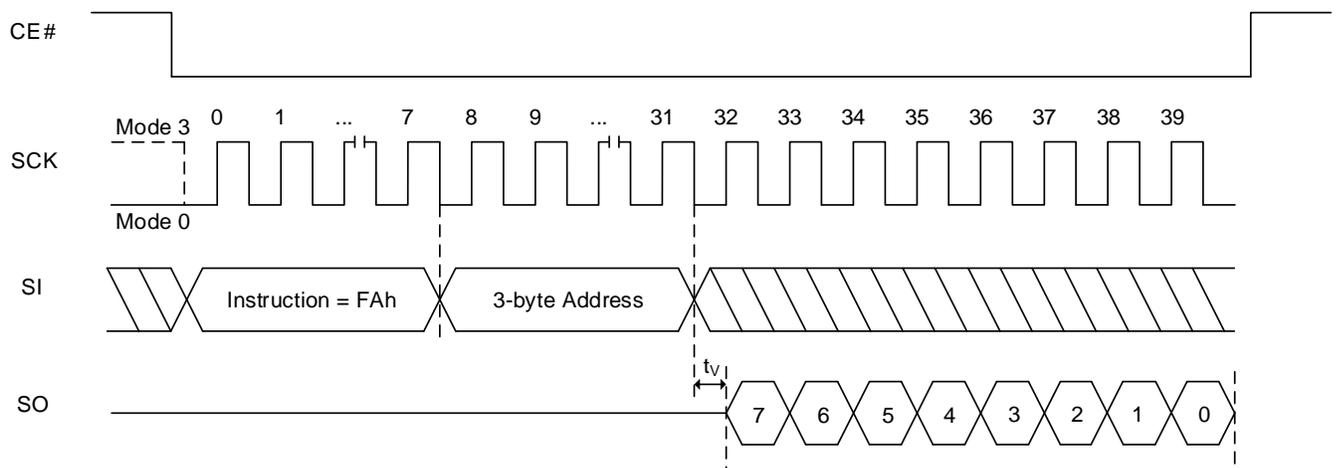 CE#
0 1 ... 7 8 9 ... 31 32 33 34 35 36 37 38 39
Mode 3
SCK
Mode 0
SI
Instruction = FAh 3-byte Address
tV
SO
7 6 5 4 3 2 1 0